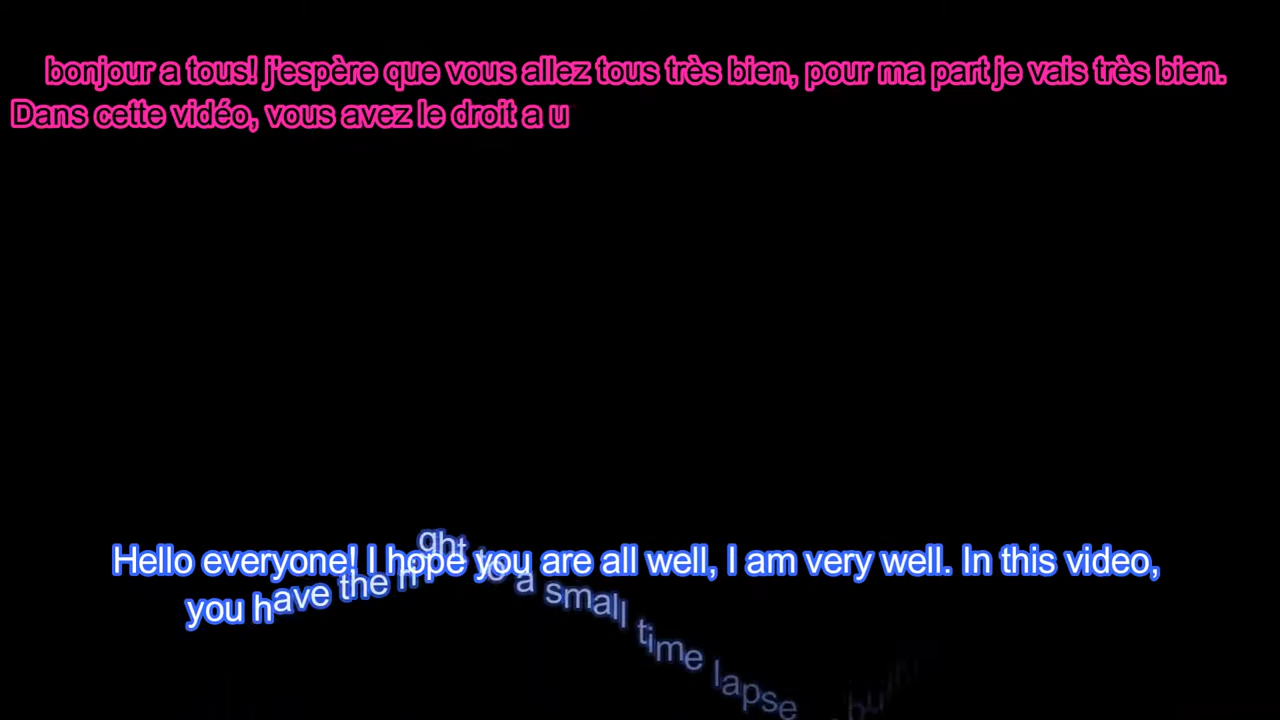 bonjour a tous! j'espère que vous allez tous très bien, pour ma part je vais très bien.
Dans cette vidéo, vous avez le droit a u
Hello everyone! I hope you are all well, I am very well. In this video,
you have the right to a small time lapse